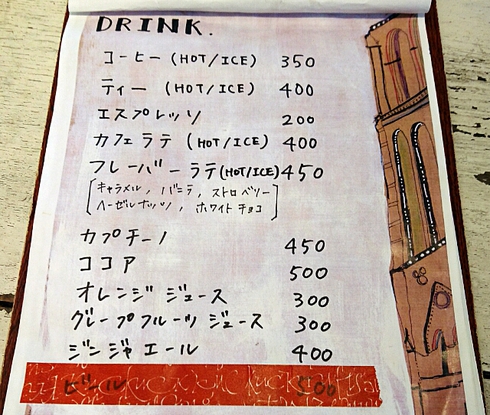 DRINK.
コーヒー (HOT/ICE) 350
ティー (HOT/ICE) 400
エスプレッソ 200
カフェラテ (HOT/ICE) 400
フレーバーラテ (HOT/ICE) 450
[キャラメル, バニラ, ストロベリー
ヘーゼルナッツ, ホワイトチョコ]
カプチーノ 450
ココア 500
オレンジジュース 300
グレープフルーツジュース 300
ジンジャエール 400
ビール 500